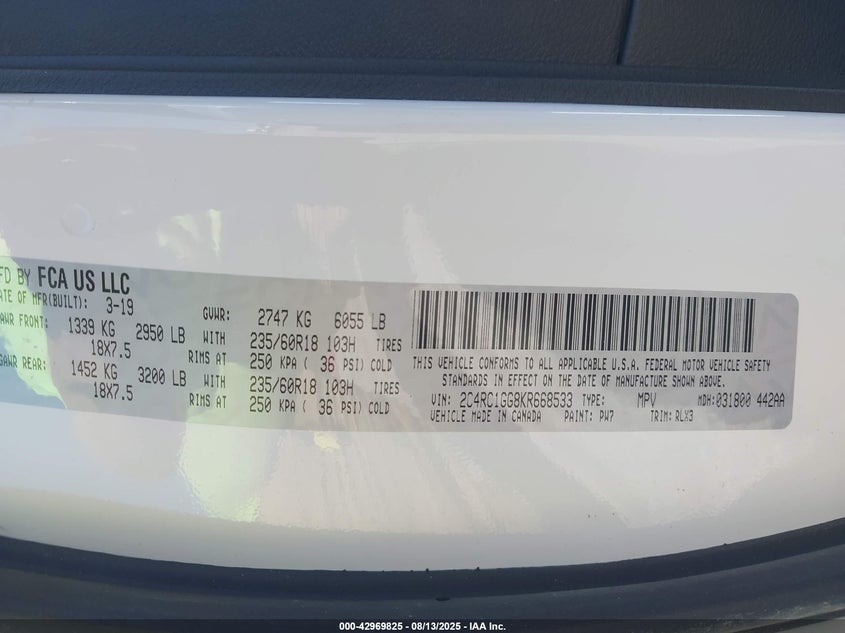 FD BY FCA US LLC
ATE OF MFR(BUILT): 3-19
GVWR: 2747 KG 6055 LB
AWR FRONT: 1339 KG 2950 LB WITH 235/60R18 103H TIRES
18X7.5 RIMS AT 250 KPA ( 36 PSI) COLD
GAWR REAR: 1452 KG 3200 LB WITH 235/60R18 103H TIRES
18X7.5 RIMS AT 250 KPA ( 36 PSI) COLD
THIS VEHICLE CONFORMS TO ALL APPLICABLE U.S.A. FEDERAL MOTOR VEHICLE SAFETY
STANDARDS IN EFFECT ON THE DATE OF MANUFACTURE SHOWN ABOVE.
VIN: 2C4RC1GG8KR668533 TYPE: MPV MDH:031800 442AA
VEHICLE MADE IN CANADA PAINT: PW7 TRIM: RLX3
000-42969825 - 08/13/2025 - IAA Inc.